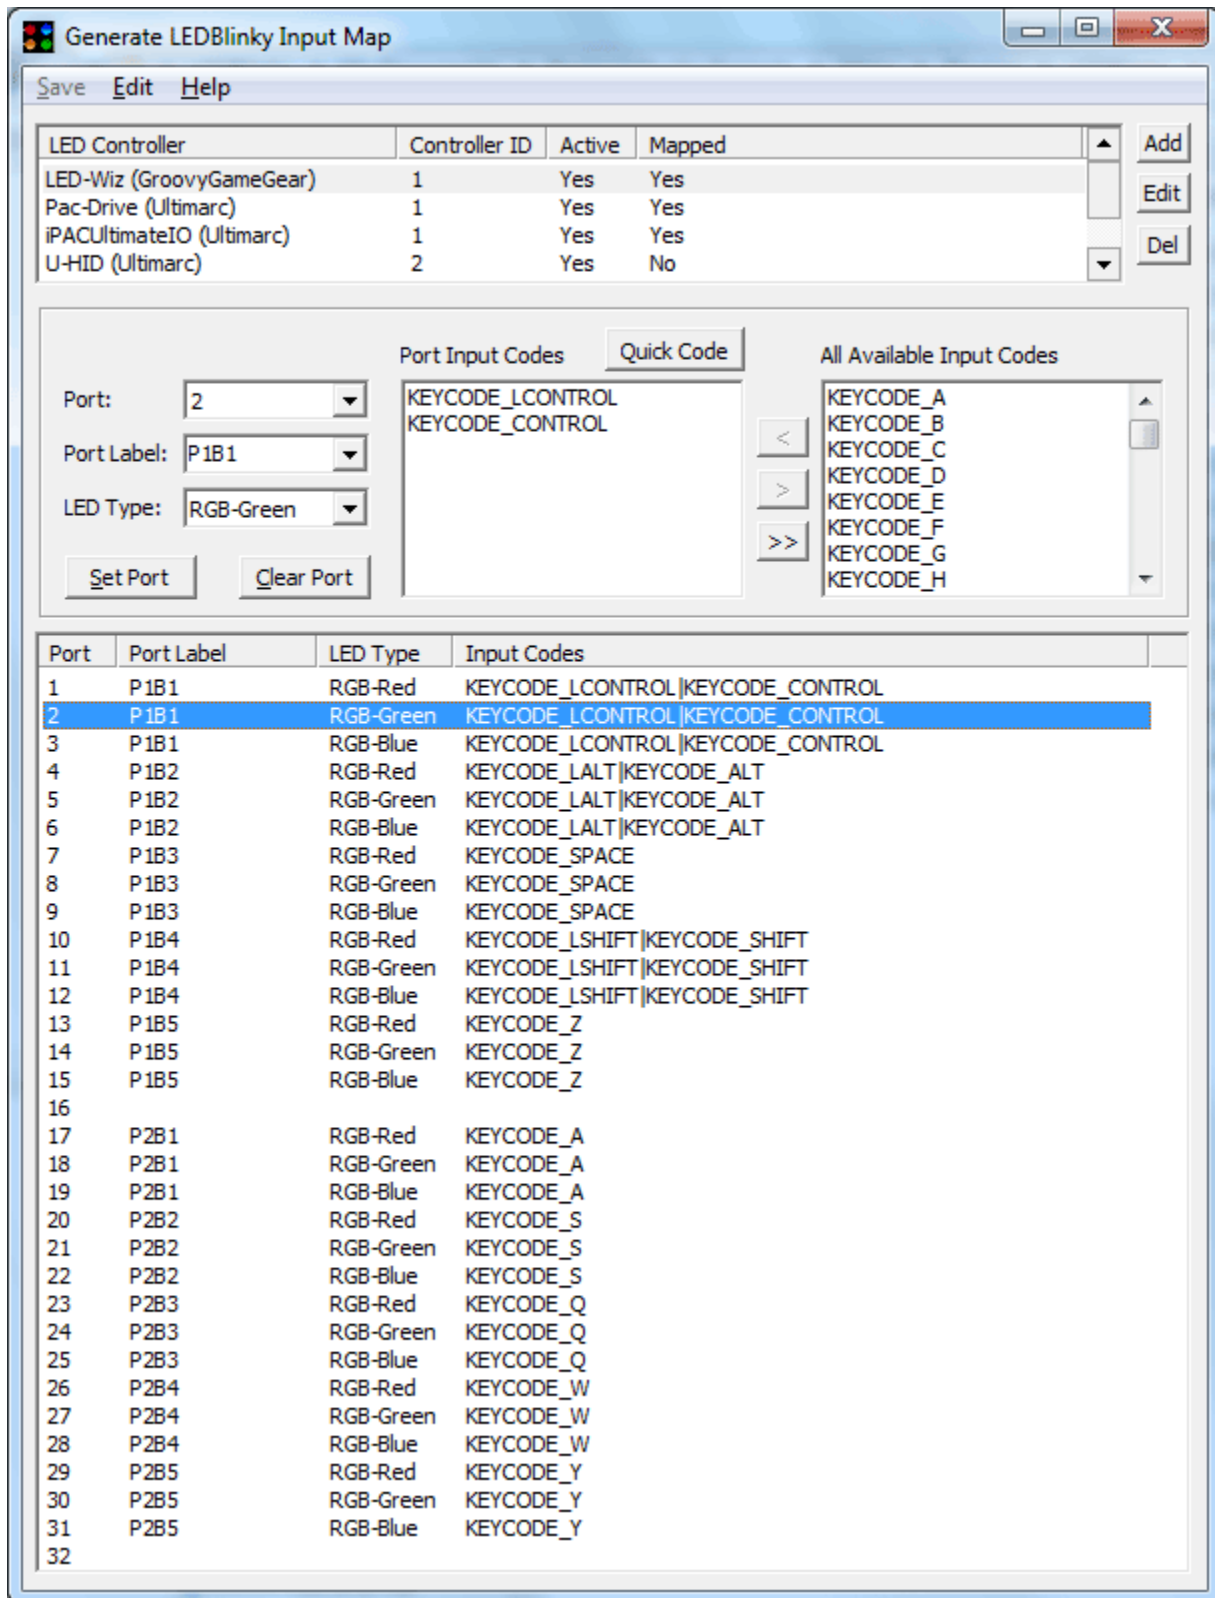 Generate LEDBlinky Input Map
Save Edit Help
LED Controller Controller ID Active Mapped
LED-Wiz (GroovyGameGear) 1 Yes Yes
Pac-Drive (Ultimarc) 1 Yes Yes
iPACUltimateIO (Ultimarc) 1 Yes Yes
U-HID (Ultimarc) 2 Yes No
Add
Edit
Del
Port Input Codes Quick Code All Available Input Codes
Port: 2
Port Label: P1B1
LED Type: RGB-Green
Set Port Clear Port
KEYCODE_LCONTROL
KEYCODE_CONTROL
<
>
>>
KEYCODE_A
KEYCODE_B
KEYCODE_C
KEYCODE_D
KEYCODE_E
KEYCODE_F
KEYCODE_G
KEYCODE_H
Port Port Label LED Type Input Codes
1 P1B1 RGB-Red KEYCODE_LCONTROL|KEYCODE_CONTROL
2 P1B1 RGB-Green KEYCODE_LCONTROL|KEYCODE_CONTROL
3 P1B1 RGB-Blue KEYCODE_LCONTROL|KEYCODE_CONTROL
4 P1B2 RGB-Red KEYCODE_LALT|KEYCODE_ALT
5 P1B2 RGB-Green KEYCODE_LALT|KEYCODE_ALT
6 P1B2 RGB-Blue KEYCODE_LALT|KEYCODE_ALT
7 P1B3 RGB-Red KEYCODE_SPACE
8 P1B3 RGB-Green KEYCODE_SPACE
9 P1B3 RGB-Blue KEYCODE_SPACE
10 P1B4 RGB-Red KEYCODE_LSHIFT|KEYCODE_SHIFT
11 P1B4 RGB-Green KEYCODE_LSHIFT|KEYCODE_SHIFT
12 P1B4 RGB-Blue KEYCODE_LSHIFT|KEYCODE_SHIFT
13 P1B5 RGB-Red KEYCODE_Z
14 P1B5 RGB-Green KEYCODE_Z
15 P1B5 RGB-Blue KEYCODE_Z
16
17 P2B1 RGB-Red KEYCODE_A
18 P2B1 RGB-Green KEYCODE_A
19 P2B1 RGB-Blue KEYCODE_A
20 P2B2 RGB-Red KEYCODE_S
21 P2B2 RGB-Green KEYCODE_S
22 P2B2 RGB-Blue KEYCODE_S
23 P2B3 RGB-Red KEYCODE_Q
24 P2B3 RGB-Green KEYCODE_Q
25 P2B3 RGB-Blue KEYCODE_Q
26 P2B4 RGB-Red KEYCODE_W
27 P2B4 RGB-Green KEYCODE_W
28 P2B4 RGB-Blue KEYCODE_W
29 P2B5 RGB-Red KEYCODE_Y
30 P2B5 RGB-Green KEYCODE_Y
31 P2B5 RGB-Blue KEYCODE_Y
32